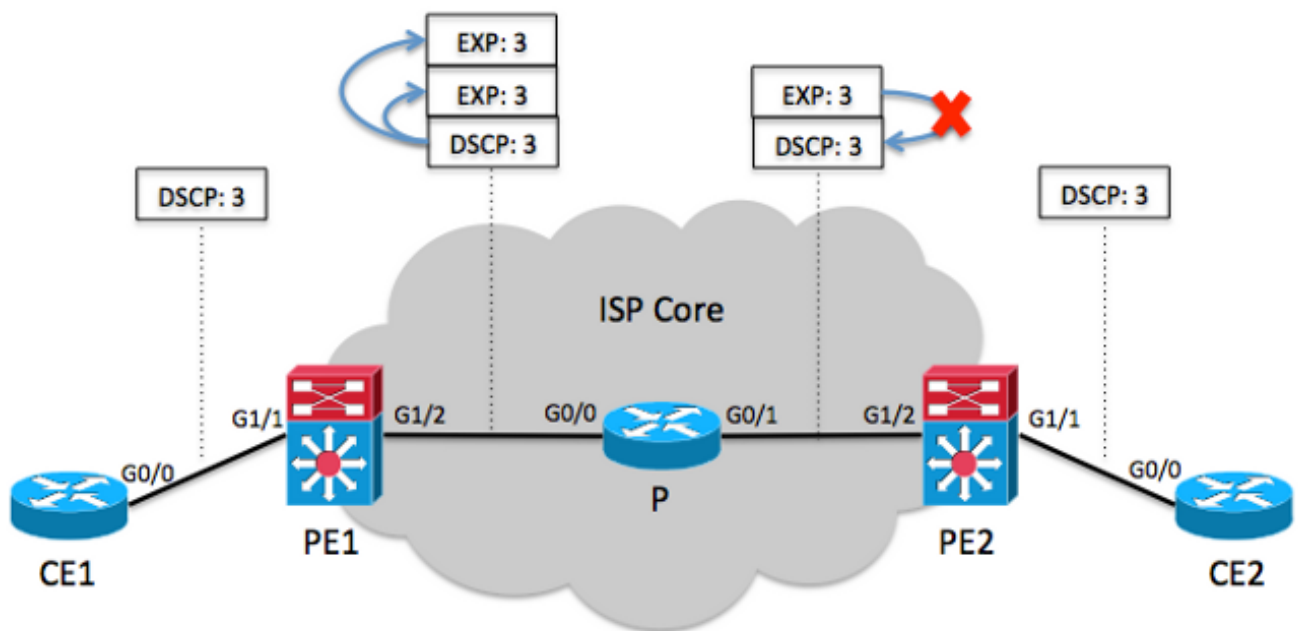 EXP: 3
EXP: 3
DSCP: 3
EXP: 3
DSCP: 3
DSCP: 3
DSCP: 3
ISP Core
G1/1
G1/2
G0/0
G0/1
G1/2
G1/1
G0/0
G0/0
CE1
PE1
P
PE2
CE2